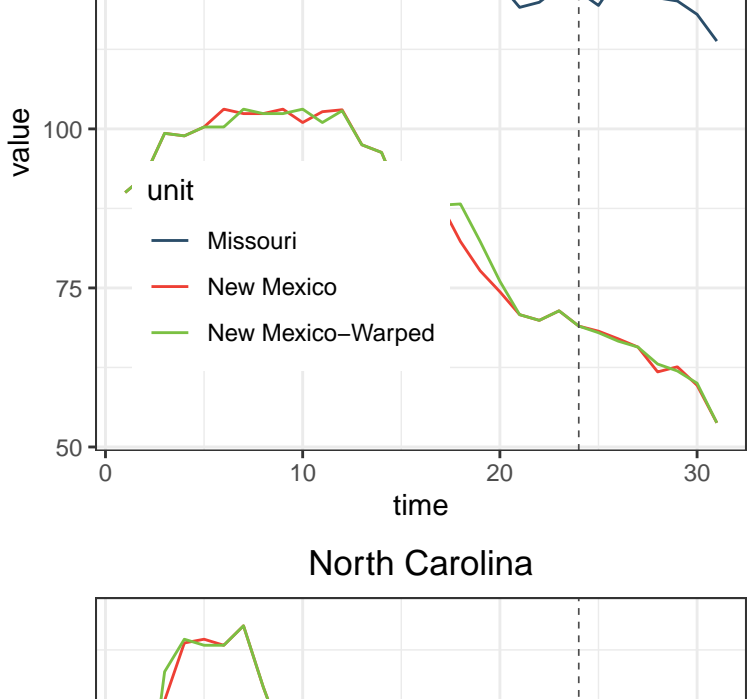 value
100
75
50
unit
Missouri
New Mexico
New Mexico−Warped
0 10 20 30
time
North Carolina